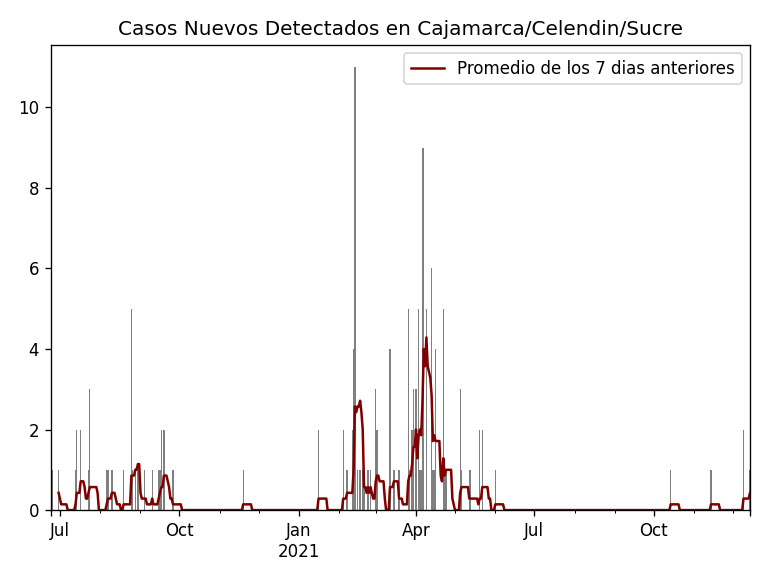 Casos Nuevos Detectados en Cajamarca/Celendin/Sucre
Promedio de los 7 dias anteriores
10
8
6
4
2
0
Jul Oct Jan Apr Jul Oct
2021